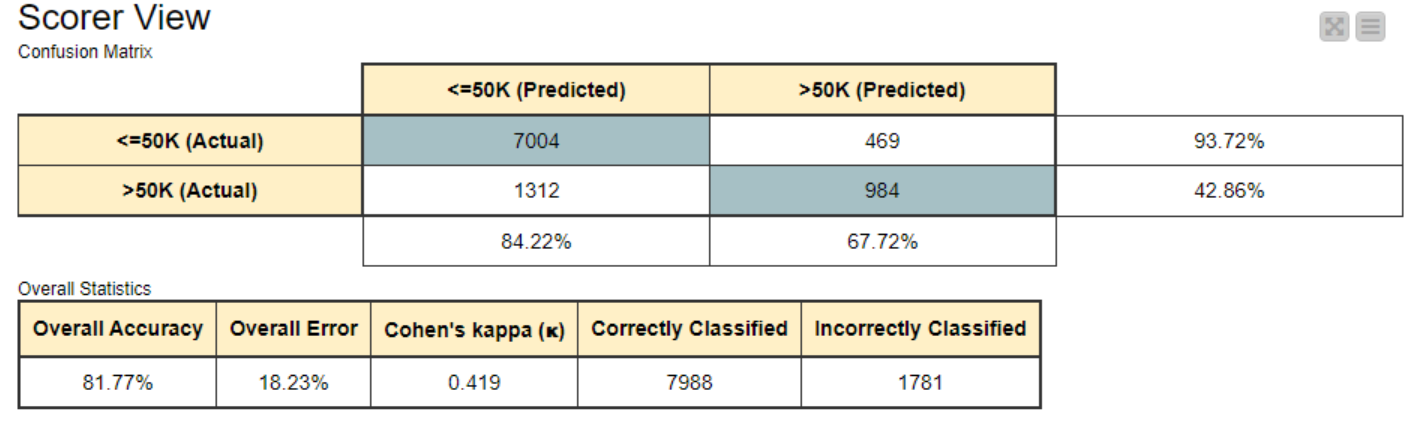 Scorer View
Confusion Matrix
<=50K (Predicted) >50K (Predicted)
<=50K (Actual) 7004 469 93.72%
>50K (Actual) 1312 984 42.86%
84.22% 67.72%
Overall Statistics
Overall Accuracy Overall Error Cohen's kappa (κ) Correctly Classified Incorrectly Classified
81.77% 18.23% 0.419 7988 1781